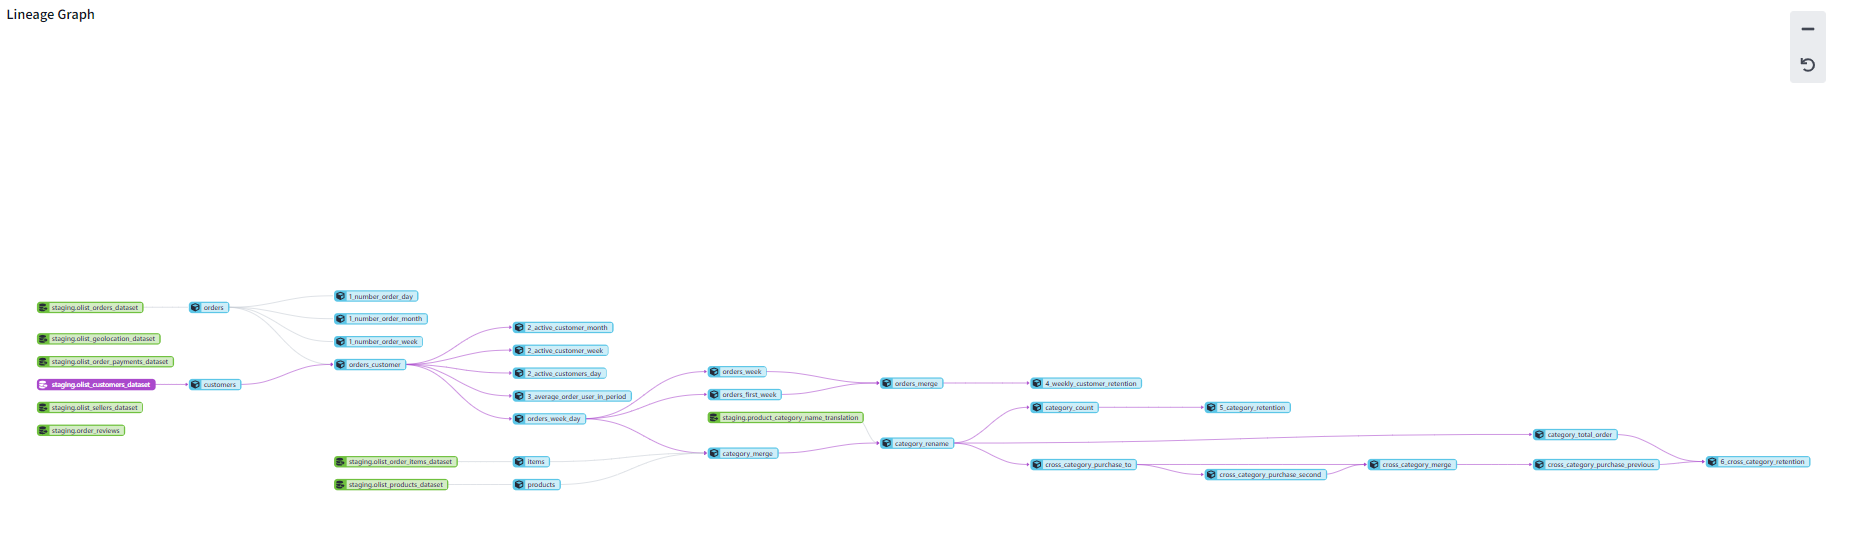 Lineage Graph
staging.olist_orders_dataset
orders
1_number_order_day
1_number_order_month
staging.olist_geolocation_dataset
1_number_order_week
staging.olist_order_payments_dataset
orders_customer
staging.olist_customers_dataset
customers
staging.olist_sellers_dataset
staging.order_reviews
2_active_customer_month
2_active_customer_week
2_active_customers_day
3_average_order_user_in_period
orders_week_day
orders_week
orders_first_week
staging.product_category_name_translation
category_merge
staging.olist_order_items_dataset
items
staging.olist_products_dataset
products
orders_merge
4_weekly_customer_retention
category_rename
category_count
5_category_retention
category_total_order
cross_category_purchase_to
cross_category_purchase_second
cross_category_merge
cross_category_purchase_previous
6_cross_category_retention